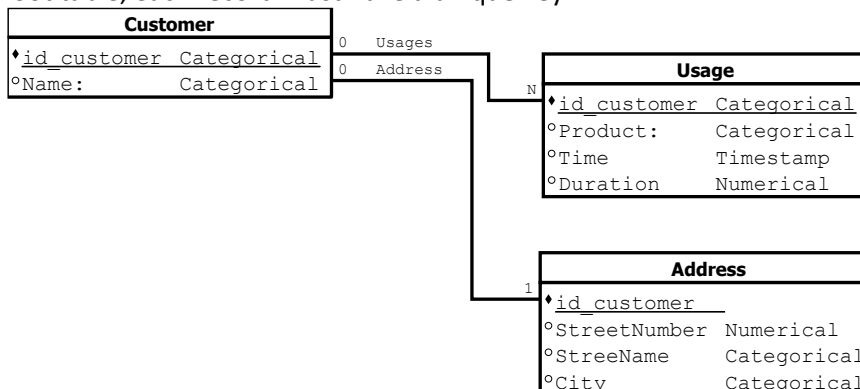 Customer
id_customer Categorical
Name: Categorical
0 Usages
0 Address
N
Usage
id_customer Categorical
Product: Categorical
Time Timestamp
Duration Numerical
1
Address
id_customer
StreetNumber Numerical
StreeName Categorical
City Categorical